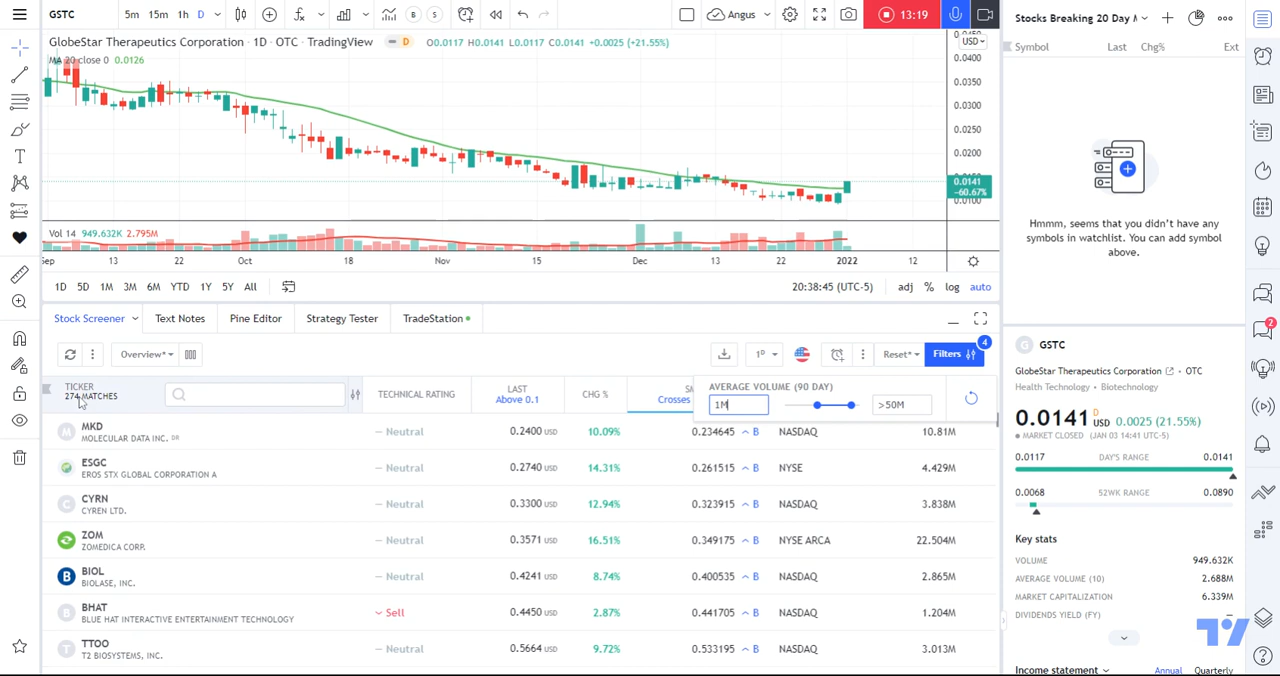 5m 15m 1h D
B S
Angus
13:19
Stocks Breaking 20 Day M
GlobeStar Therapeutics Corporation · 1D · OTC · TradingView
D
O0.0117 H0.0141 L0.0117 C0.0141 +0.0025 (+21.55%)
USD
MA 20 close 0 0.0126
0.0400
0.0350
0.0300
0.0250
0.0200
0.0141
-60.67%
0.0100
Vol 14 949.632K 2.795M
Sep 13 22 Oct 18 Nov 15 Dec 13 22 2022 12
1D 5D 1M 3M 6M YTD 1Y 5Y All
20:38:45 (UTC-5)
adj % log auto
Stock Screener Text Notes Pine Editor Strategy Tester TradeStation
Overview*
1D
Reset*
Filters
4
TICKER
274 MATCHES
TECHNICAL RATING
LAST
Above 0.1
CHG %
Crosses
AVERAGE VOLUME (90 DAY)
1M
>50M
M MKD
MOLECULAR DATA INC. DR
Neutral 0.2400 USD 10.09% 0.234645 B NASDAQ 10.81M
ESGC
EROS STX GLOBAL CORPORATION A
Neutral 0.2740 USD 14.31% 0.261515 B NYSE 4.429M
C CYRN
CYREN LTD.
Neutral 0.3300 USD 12.94% 0.323915 B NASDAQ 3.838M
ZOM
ZOMEDICA CORP.
Neutral 0.3571 USD 16.51% 0.349175 B NYSE ARCA 22.504M
B BIOL
BIOLASE, INC.
Neutral 0.4241 USD 8.74% 0.400535 B NASDAQ 2.865M
B BHAT
BLUE HAT INTERACTIVE ENTERTAINMENT TECHNOLOGY
Sell 0.4450 USD 2.87% 0.441705 B NASDAQ 1.204M
T TTOO
T2 BIOSYSTEMS, INC.
Neutral 0.5664 USD 9.72% 0.533195 B NASDAQ 3.013M
Symbol Last Chg% Ext
Hmmm, seems that you didn't have any
symbols in watchlist. You can add symbol
above.
2
G GSTC
GlobeStar Therapeutics Corporation · OTC
Health Technology · Biotechnology
0.0141 D USD 0.0025 (21.55%)
MARKET CLOSED (JAN 03 14:41 UTC-5)
0.0117 DAY'S RANGE 0.0141
0.0068 52WK RANGE 0.0890
Key stats
VOLUME 949.632K
AVERAGE VOLUME (10) 2.688M
MARKET CAPITALIZATION 6.339M
DIVIDENDS YIELD (FY) —
Income statement Annual Quarterly
GSTC